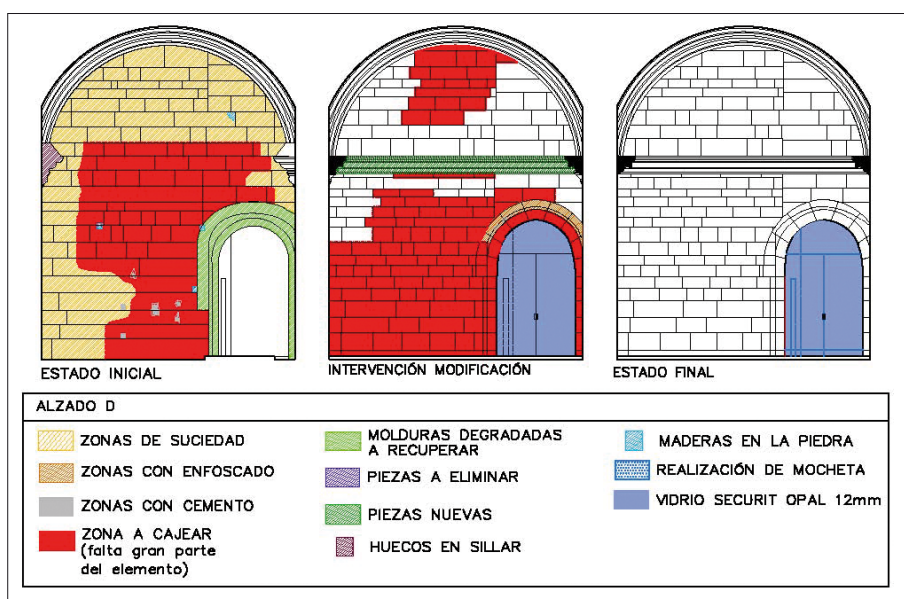 ESTADO INICIAL
INTERVENCIÓN MODIFICACIÓN
ESTADO FINAL
ALZADO D
ZONAS DE SUCIEDAD
ZONAS CON ENFOSCADO
ZONAS CON CEMENTO
ZONA A CAJEAR
(falta gran parte
del elemento)
MOLDURAS DEGRADADAS
A RECUPERAR
PIEZAS A ELIMINAR
PIEZAS NUEVAS
HUECOS EN SILLAR
MADERAS EN LA PIEDRA
REALIZACIÓN DE MOCHETA
VIDRIO SECURIT OPAL 12mm